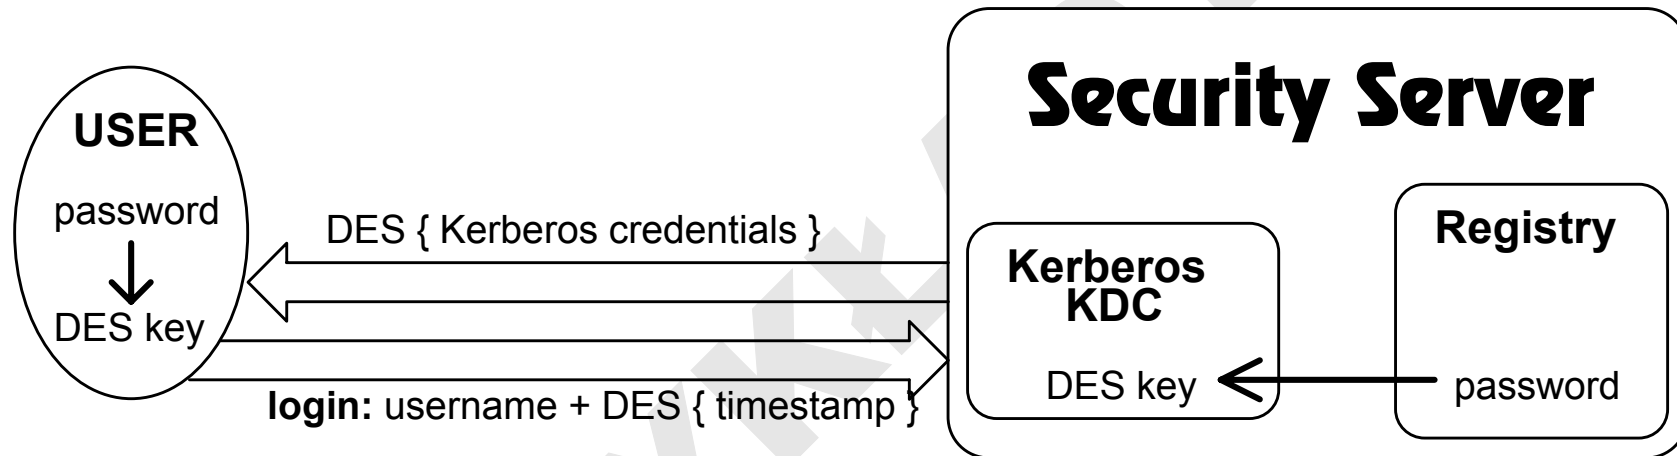 Security Server
USER
password
DES key
DES { Kerberos credentials }
login: username + DES { timestamp }
Kerberos
KDC
DES key
Registry
password